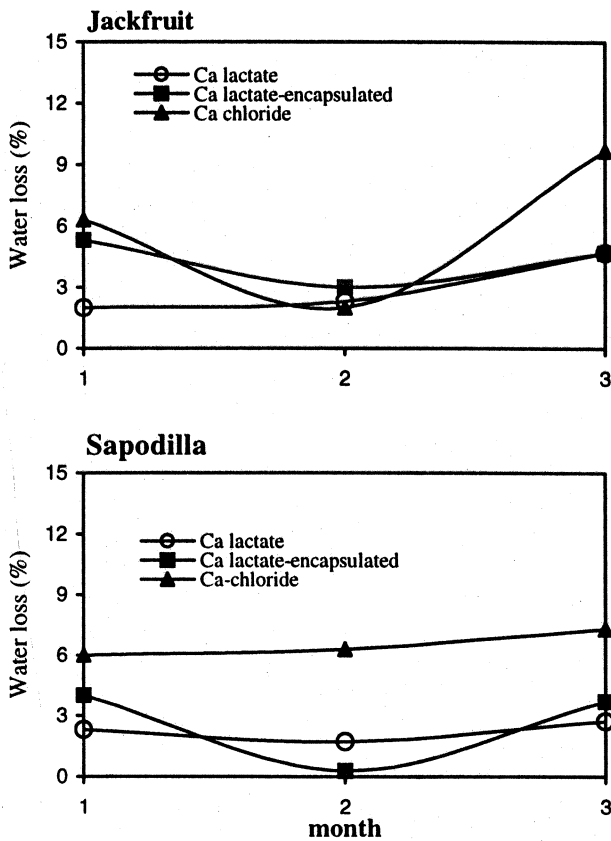 Jackfruit
15
12
9
6
3
0
Water loss (%)
Ca lactate
Ca lactate-encapsulated
Ca chloride
1 2 3
Sapodilla
15
12
9
6
3
0
Water loss (%)
Ca lactate
Ca lactate-encapsulated
Ca-chloride
1 2 3
month